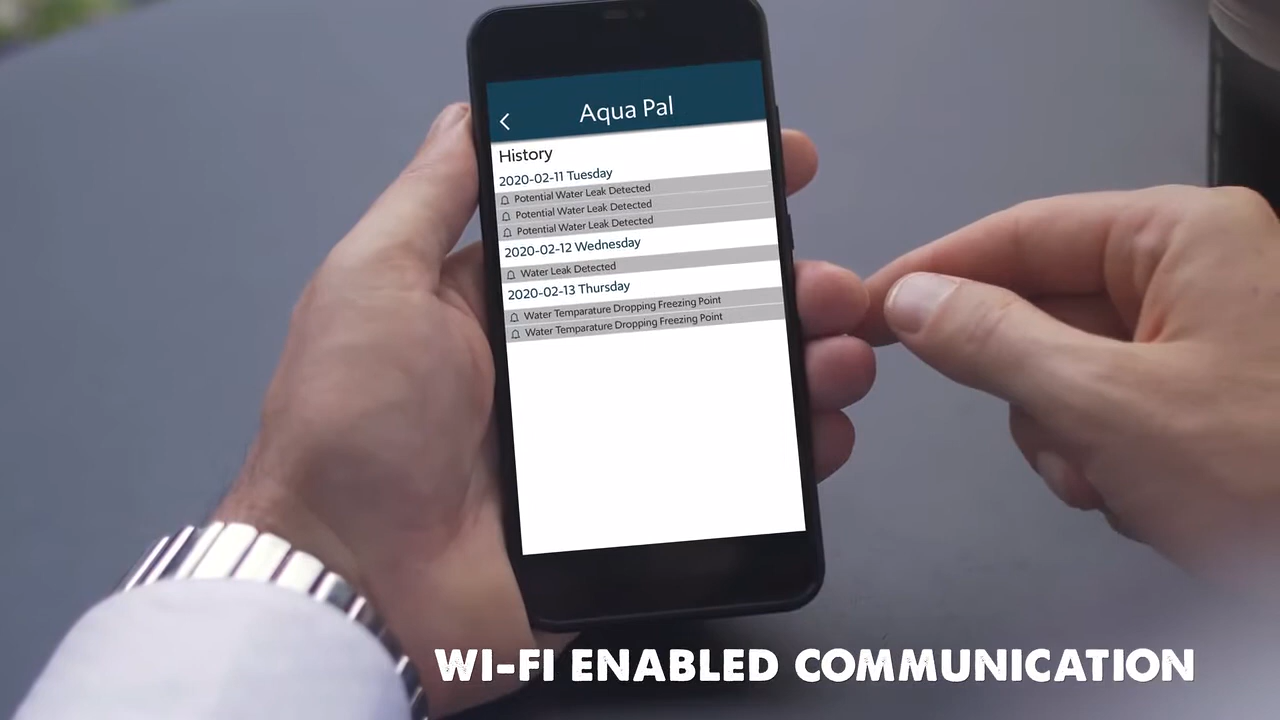 Aqua Pal
History
2020-02-11 Tuesday
Potential Water Leak Detected
Potential Water Leak Detected
Potential Water Leak Detected
2020-02-12 Wednesday
Water Leak Detected
2020-02-13 Thursday
Water Temparature Dropping Freezing Point
Water Temparature Dropping Freezing Point
WI-FI ENABLED COMMUNICATION